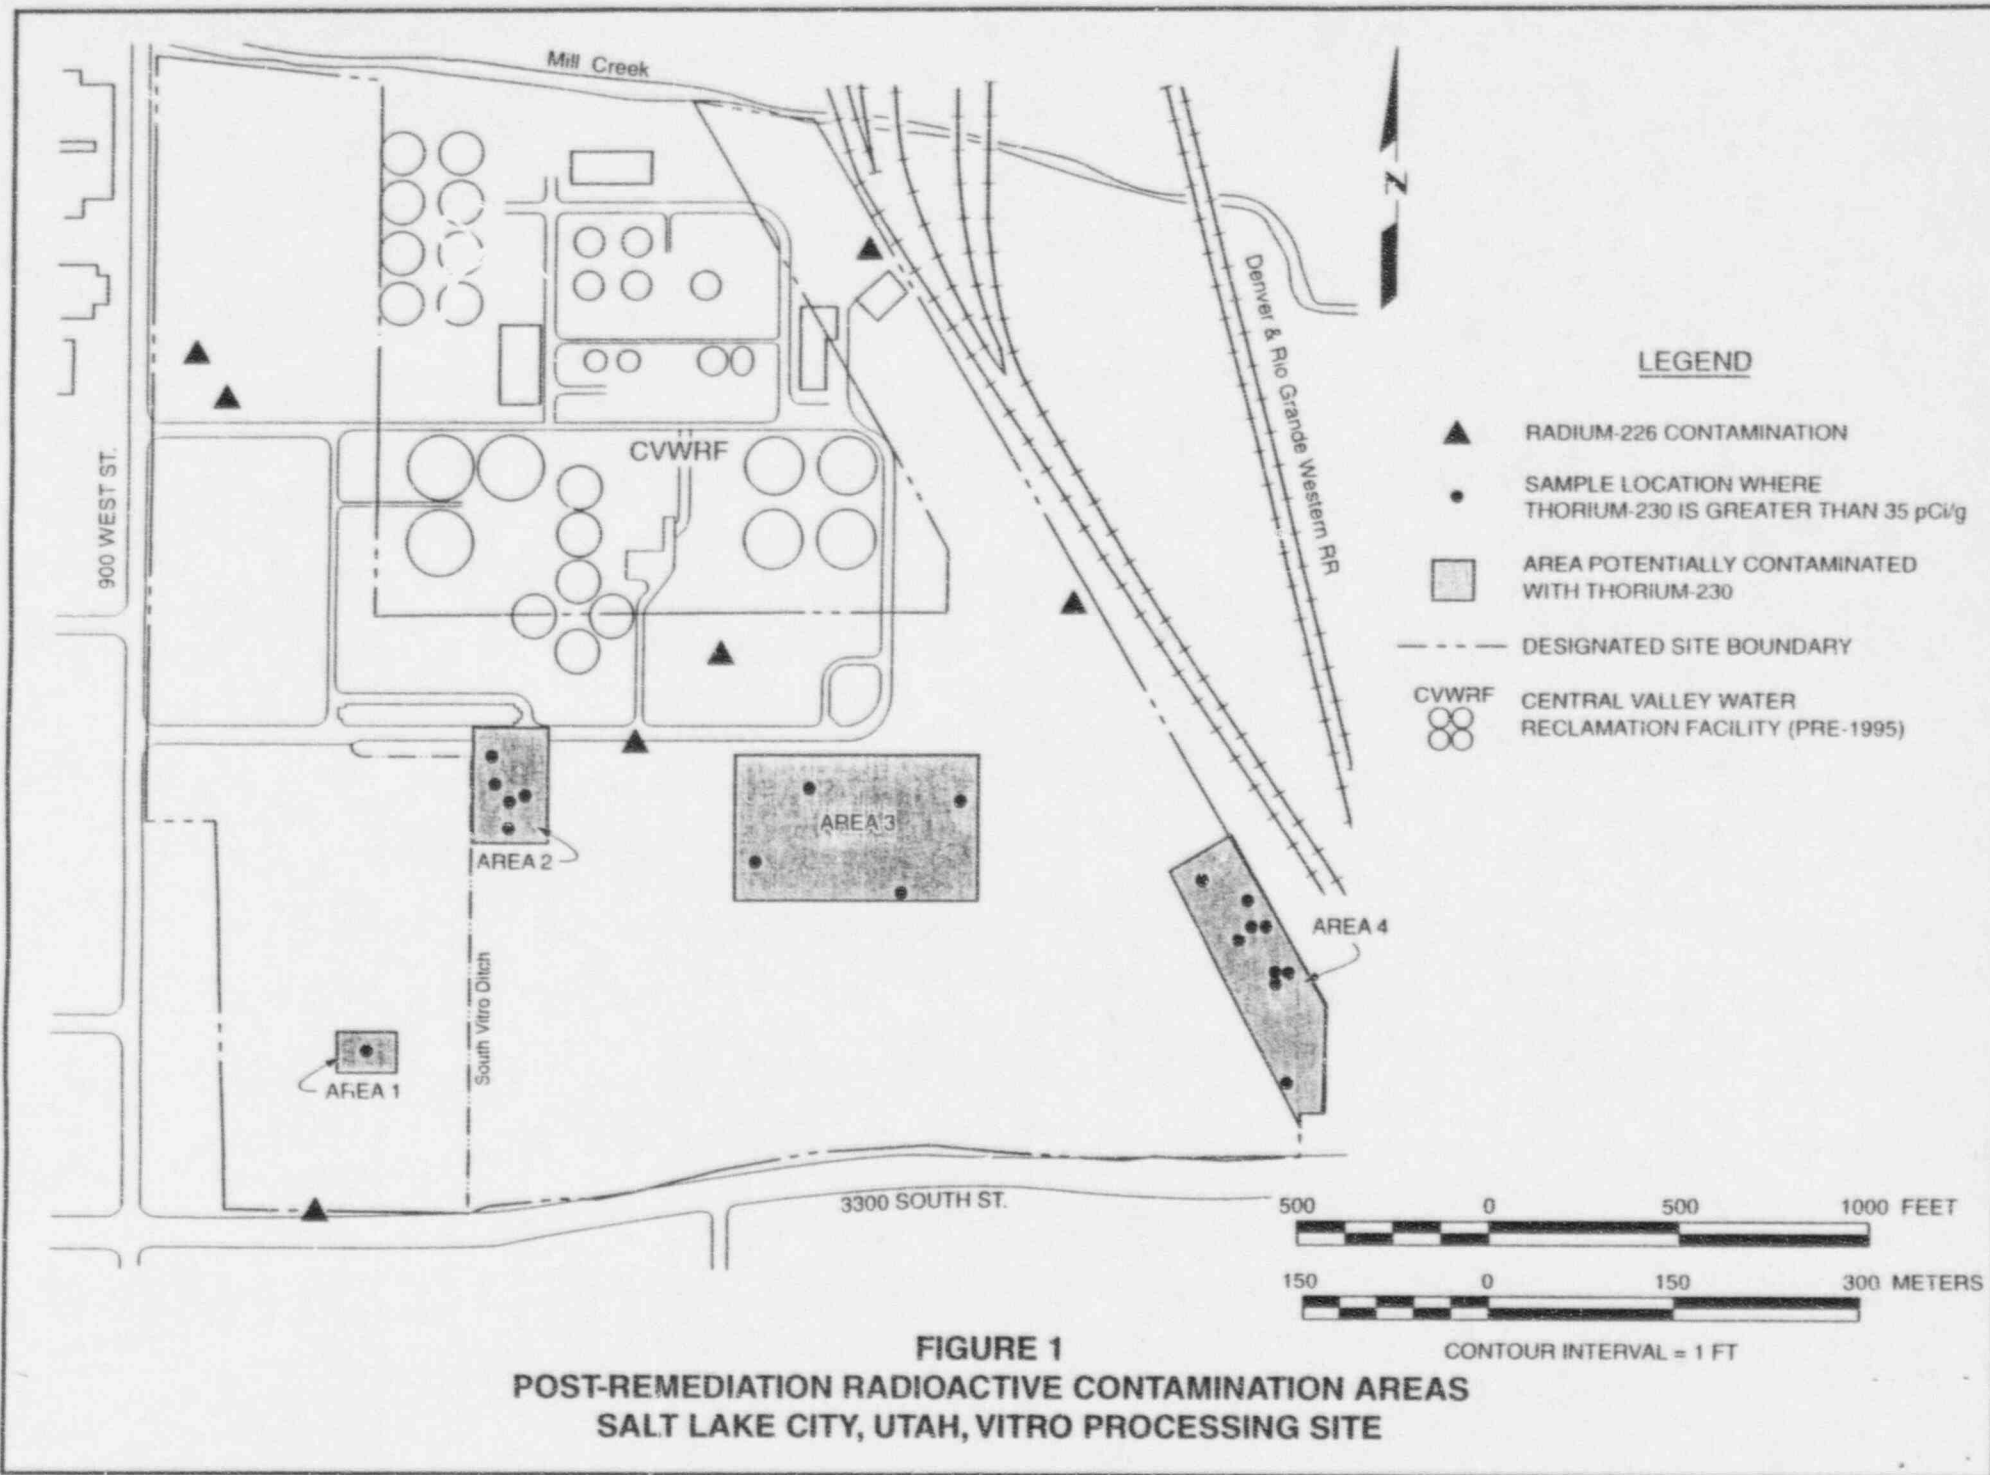 Mill Creek
N
Denver & Rio Grande Western RR
900 WEST ST.
CVWRF
LEGEND
RADIUM-226 CONTAMINATION
SAMPLE LOCATION WHERE
THORIUM-230 IS GREATER THAN 35 pCi/g
AREA POTENTIALLY CONTAMINATED
WITH THORIUM-230
DESIGNATED SITE BOUNDARY
CVWRF
CENTRAL VALLEY WATER
RECLAMATION FACILITY (PRE-1995)
AREA 3
AREA 2
AREA 4
South Vitro Ditch
AREA 1
3300 SOUTH ST.
500 0 500 1000 FEET
150 0 150 300 METERS
CONTOUR INTERVAL = 1 FT
FIGURE 1
POST-REMEDIATION RADIOACTIVE CONTAMINATION AREAS
SALT LAKE CITY, UTAH, VITRO PROCESSING SITE